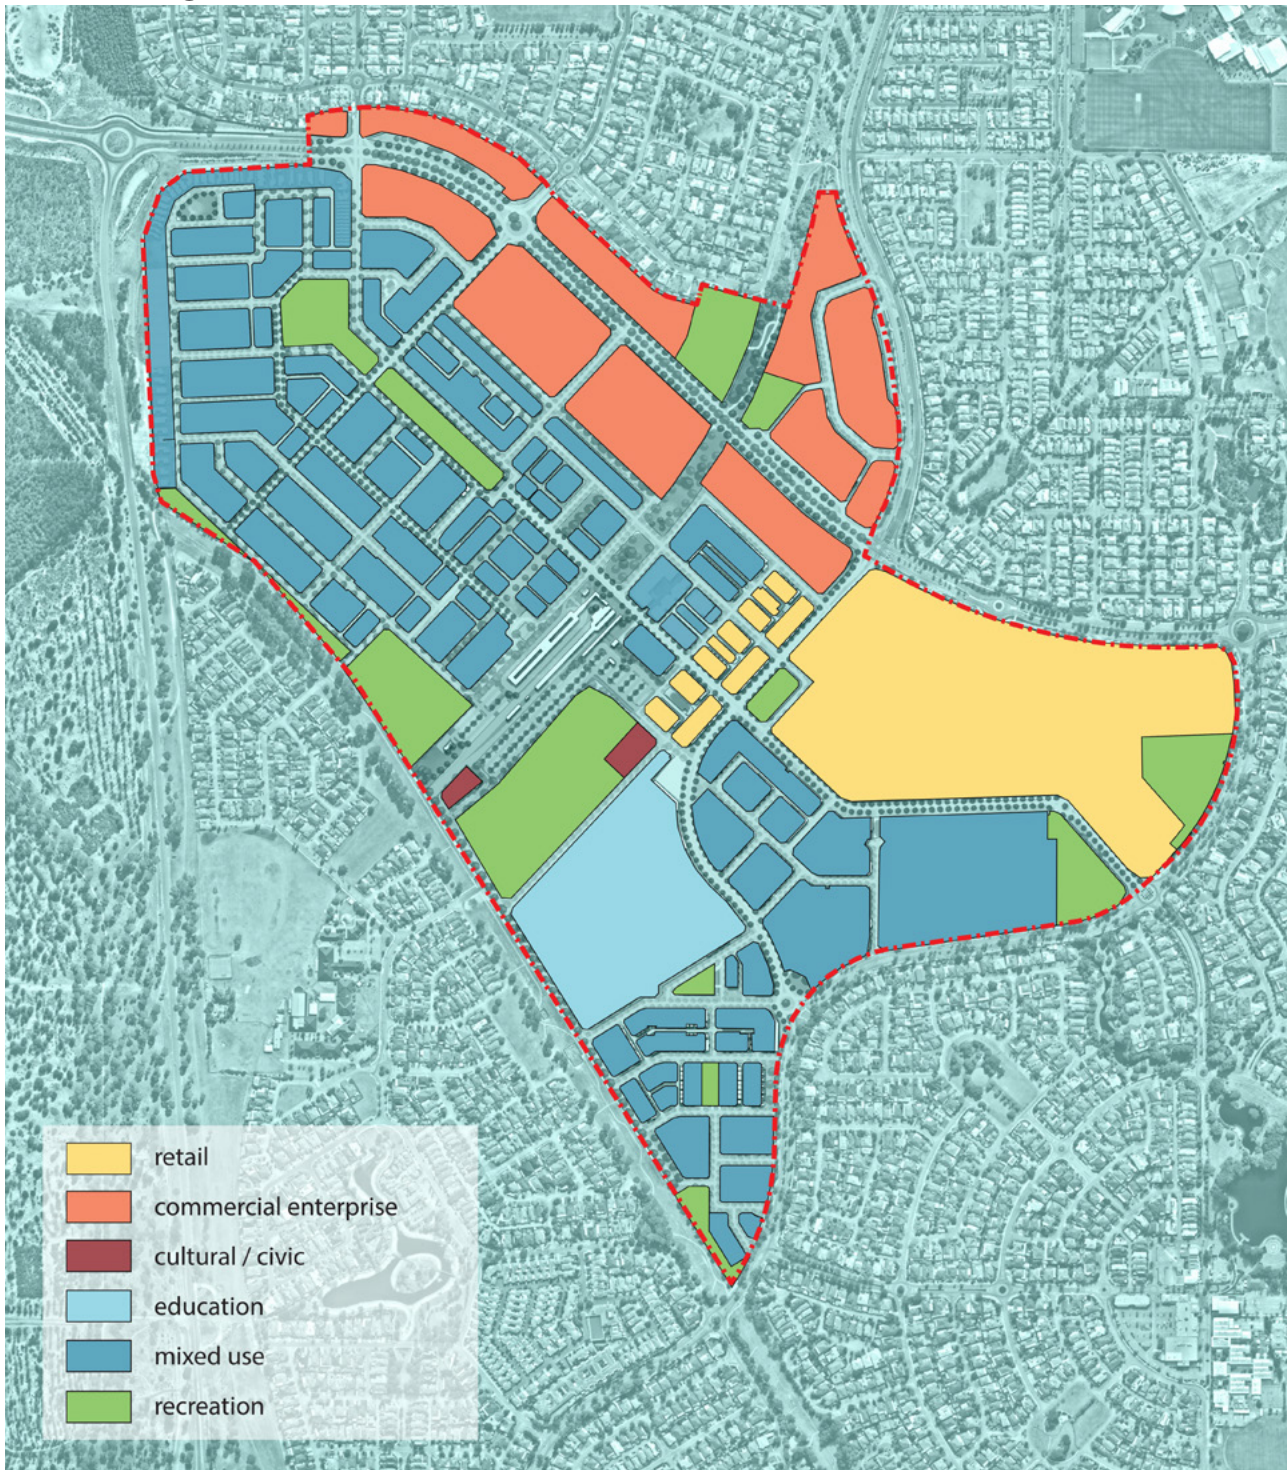 retail
commercial enterprise
cultural / civic
education
mixed use
recreation